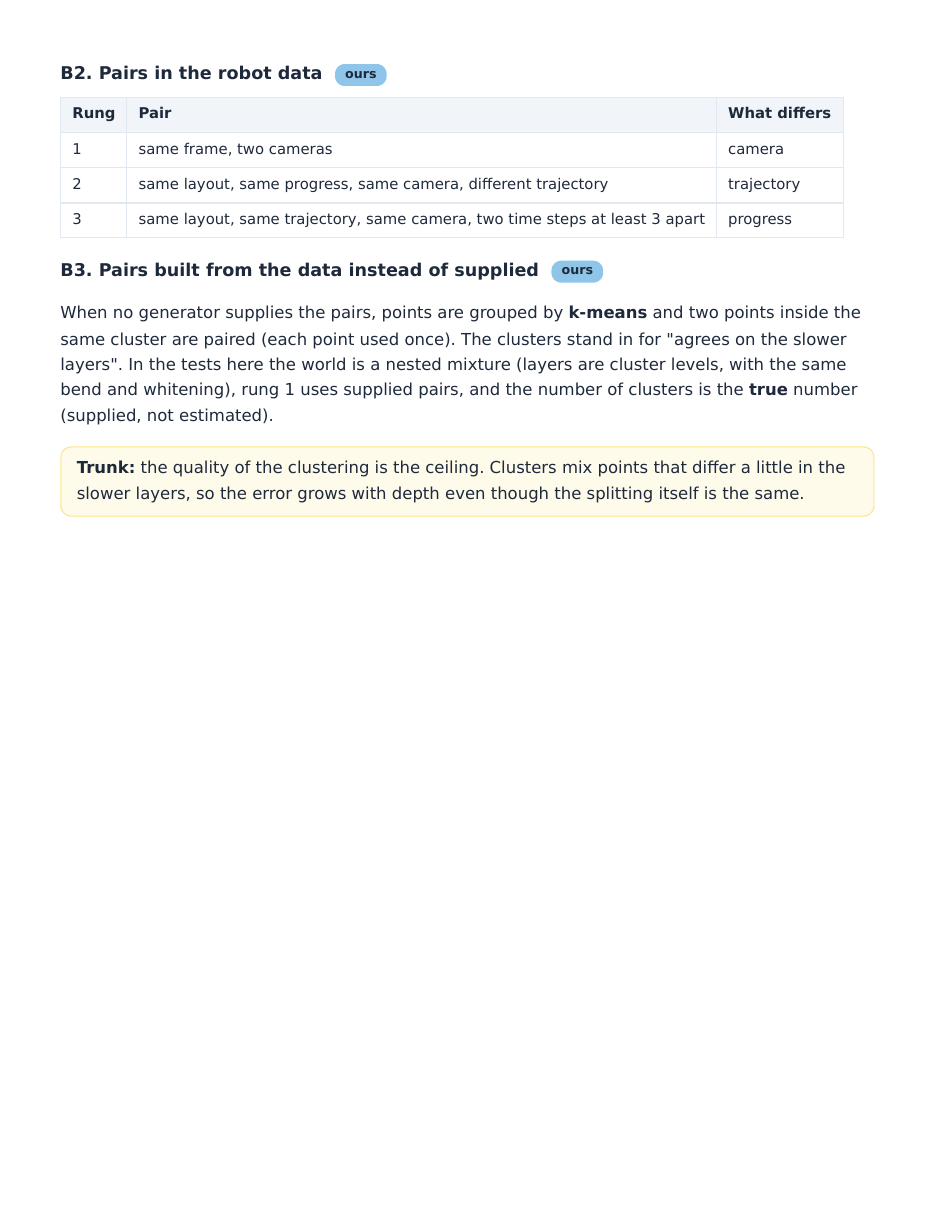 B2. Pairs in the robot data ours
Rung Pair What differs
1 same frame, two cameras camera
2 same layout, same progress, same camera, different trajectory trajectory
3 same layout, same trajectory, same camera, two time steps at least 3 apart progress
B3. Pairs built from the data instead of supplied ours
When no generator supplies the pairs, points are grouped by k-means and two points inside the
same cluster are paired (each point used once). The clusters stand in for "agrees on the slower
layers". In the tests here the world is a nested mixture (layers are cluster levels, with the same
bend and whitening), rung 1 uses supplied pairs, and the number of clusters is the true number
(supplied, not estimated).
Trunk: the quality of the clustering is the ceiling. Clusters mix points that differ a little in the
slower layers, so the error grows with depth even though the splitting itself is the same.